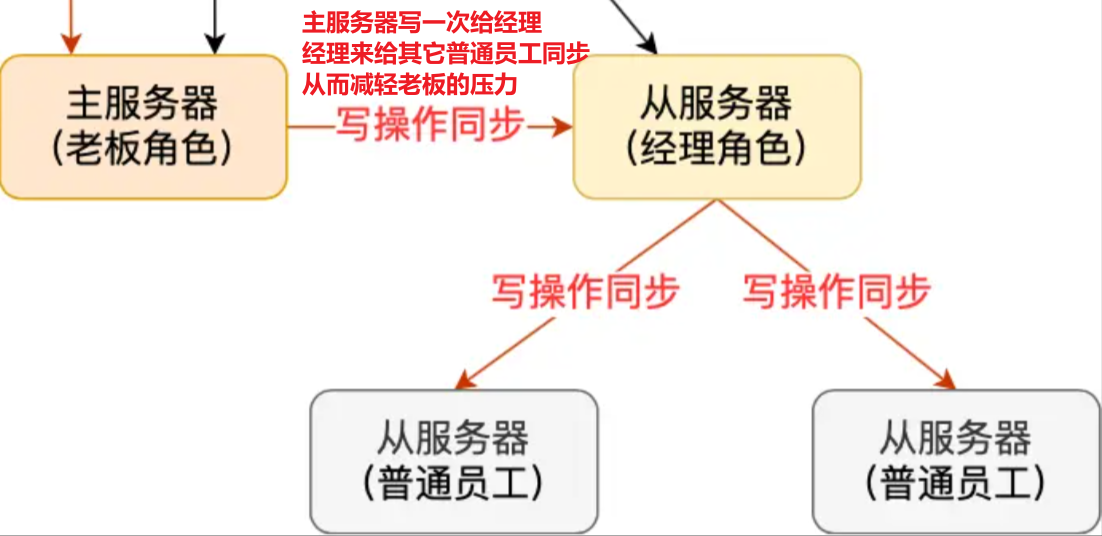 主服务器写一次给经理
经理来给其它普通员工同步
从而减轻老板的压力
主服务器
(老板角色)
写操作同步
从服务器
(经理角色)
写操作同步
写操作同步
从服务器
(普通员工)
从服务器
(普通员工)